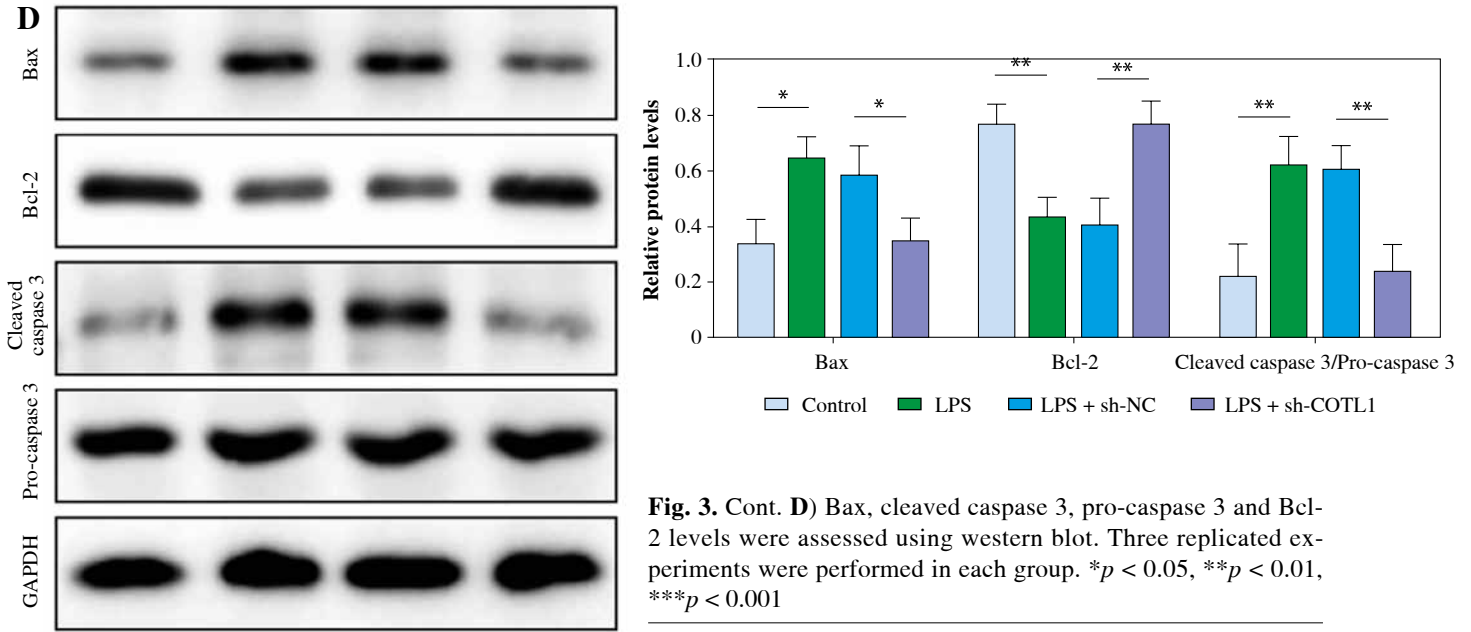 D
Bax
Bcl-2
Cleaved
caspase 3
Pro-caspase 3
GAPDH
Relative protein levels
1.0
0.8
0.6
0.4
0.2
0
*
*
**
**
**
**
Bax
Bcl-2
Cleaved caspase 3/Pro-caspase 3
Control
LPS
LPS + sh-NC
LPS + sh-COTL1
Fig. 3. Cont. D) Bax, cleaved caspase 3, pro-caspase 3 and Bcl-
2 levels were assessed using western blot. Three replicated ex-
periments were performed in each group. *p < 0.05, **p < 0.01,
***p < 0.001